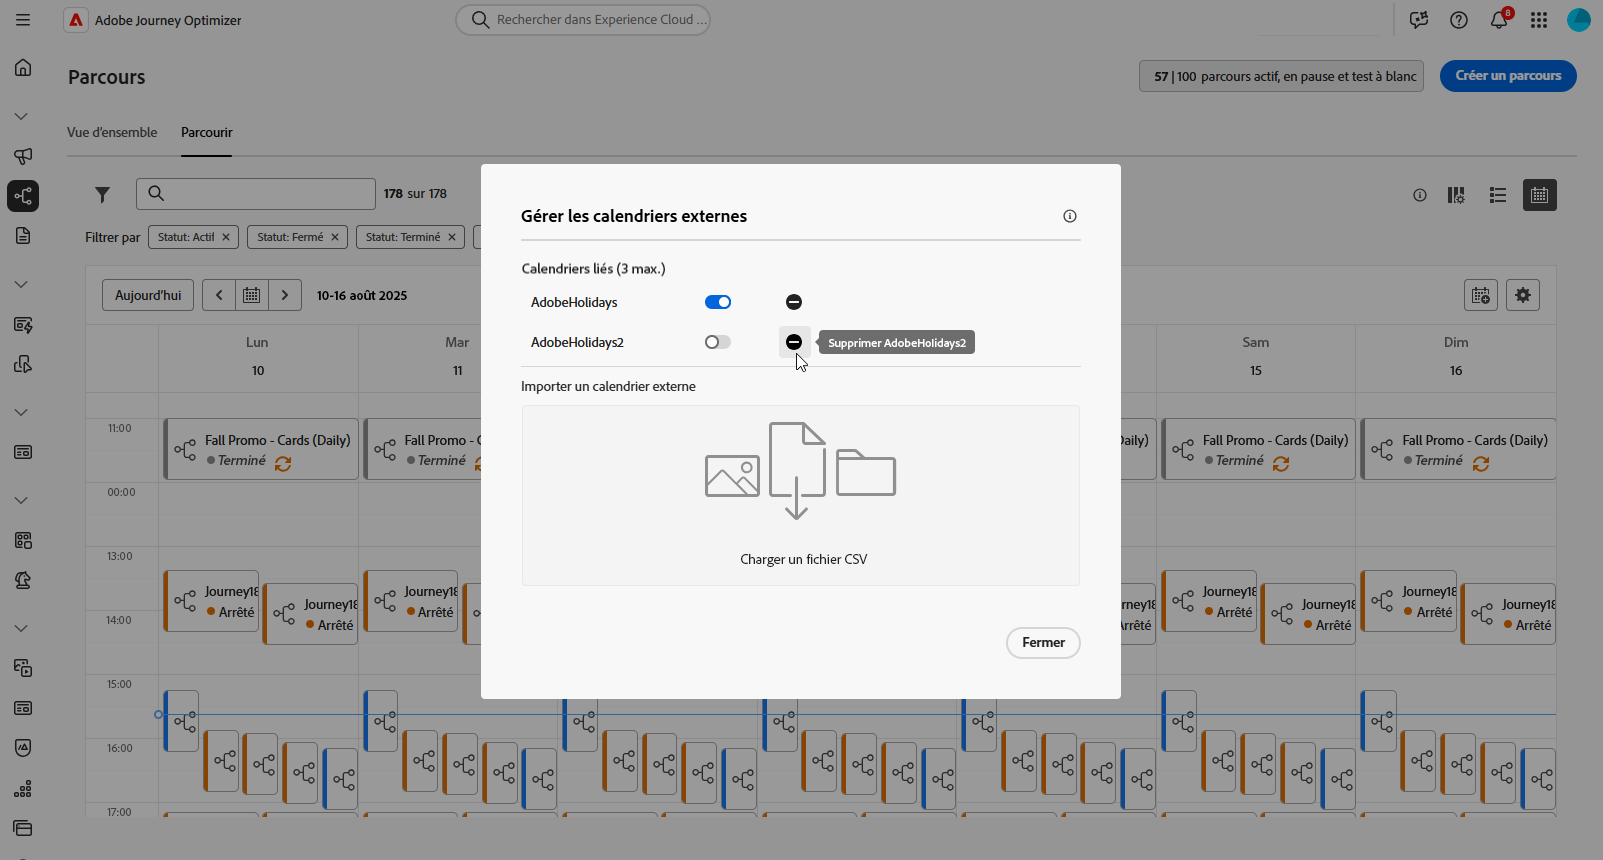 Adobe Journey Optimizer
Rechercher dans Experience Cloud ...
8
Parcours
57 | 100 parcours actif, en pause et test à blanc
Créer un parcours
Vue d'ensemble
Parcourir
178 sur 178
Filtrer par
Statut: Actif
Statut: Fermé
Statut: Terminé
Aujourd'hui
10-16 août 2025
Lun
Mar
Sam
Dim
10
11
15
16
Gérer les calendriers externes
Calendriers liés (3 max.)
AdobeHolidays
AdobeHolidays2
Supprimer AdobeHolidays2
Importer un calendrier externe
Charger un fichier CSV
Fermer
11:00
Fall Promo - Cards (Daily)
Terminé
Fall Promo - C
Terminé
Daily)
Fall Promo - Cards (Daily)
Terminé
Fall Promo - Cards (Daily)
Terminé
00:00
13:00
Journey18
Arrêté
Journey18
Arrêté
Journey18
Arrêté
rney18
Arrêté
Journey18
Arrêté
Journey18
Arrêté
Journey18
Arrêté
Journey18
Arrêté
14:00
15:00
16:00
17:00